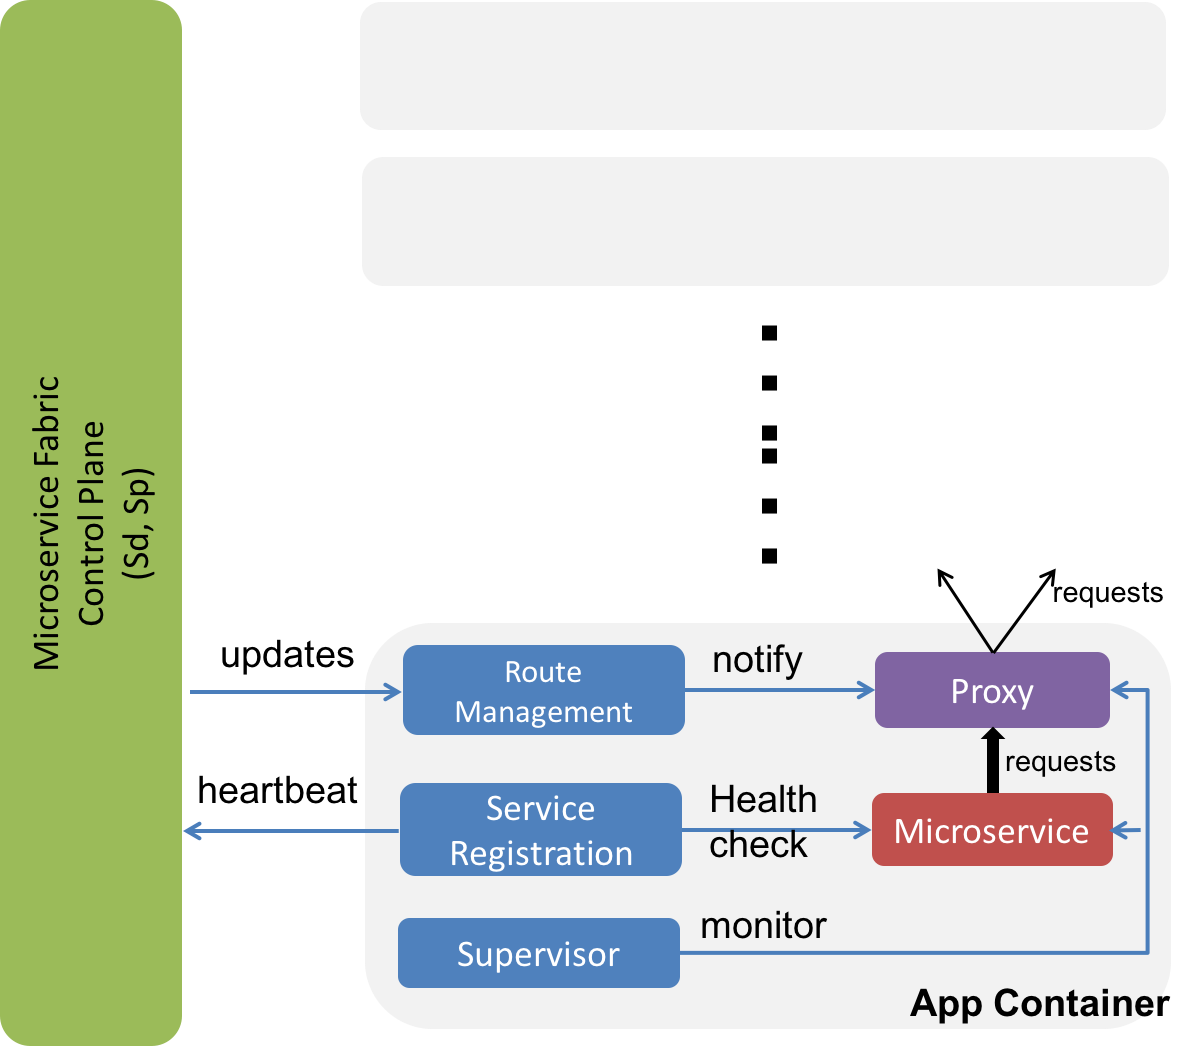 Microservice Fabric
Control Plane
(Sd, Sp)
requests
updates
Route
Management
notify
Proxy
requests
heartbeat
Service
Registration
Health
check
Microservice
monitor
Supervisor
App Container